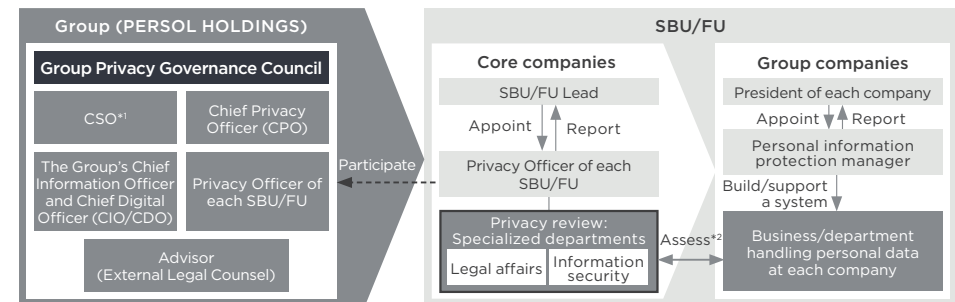 Group (PERSOL HOLDINGS)
Group Privacy Governance Council
CSO*1
Chief Privacy
Officer (CPO)
The Group's Chief
Information Officer
and Chief Digital
Officer (CIO/CDO)
Privacy Officer of
each SBU/FU
Advisor
(External Legal Counsel)
Participate
SBU/FU
Core companies
SBU/FU Lead
Appoint
Report
Privacy Officer of each
SBU/FU
Privacy review:
Specialized departments
Legal affairs
Information
security
Assess*2
Group companies
President of each company
Appoint
Report
Personal information
protection manager
Build/support
a system
Business/department
handling personal data
at each company